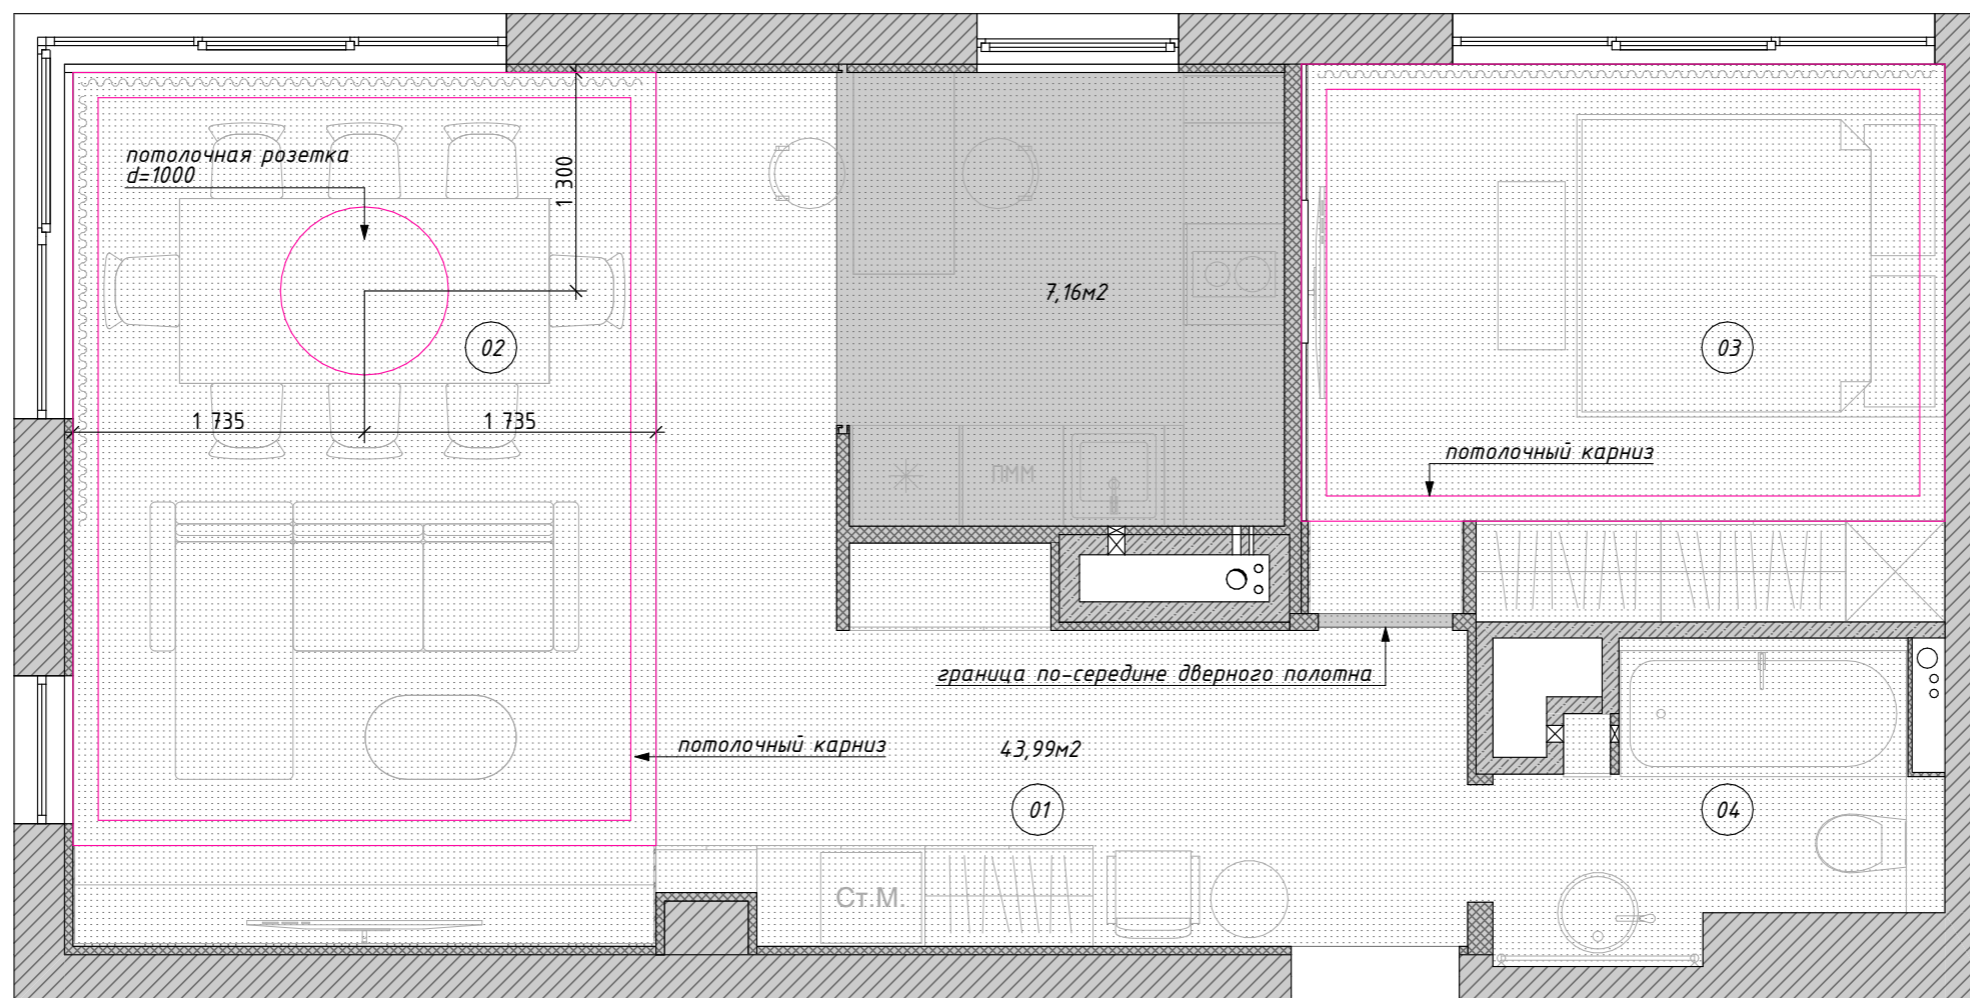 потолочная розетка
d=1000
1 300
02
1 735
1 735
7,16м2
ПММ
03
потолочный карниз
граница по-середине дверного полотна
потолочный карниз
43,99м2
01
04
Ст.М.